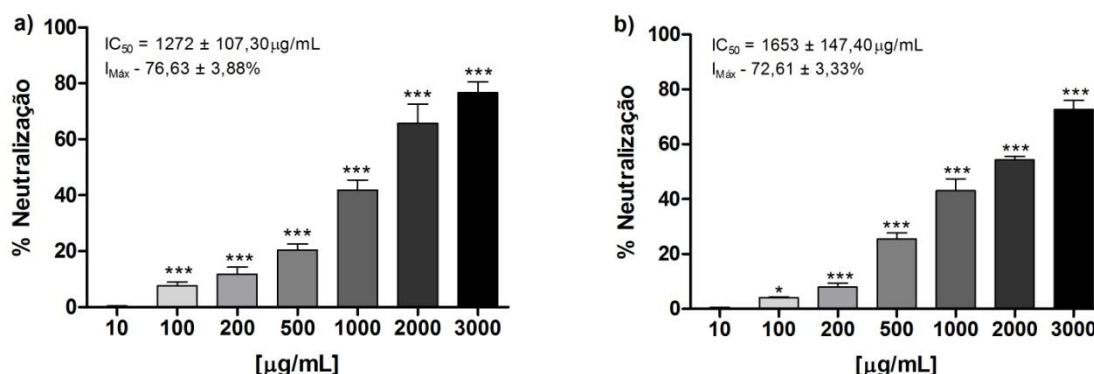 a)
% Neutralização
100
80
60
40
20
0
IC50 = 1272 ± 107,30µg/mL
IMáx - 76,63 ± 3,88%
***
***
***
***
***
***
10 100 200 500 1000 2000 3000
[µg/mL]
b)
% Neutralização
100
80
60
40
20
0
IC50 = 1653 ± 147,40µg/mL
IMáx - 72,61 ± 3,33%
*
***
***
***
***
***
10 100 200 500 1000 2000 3000
[µg/mL]